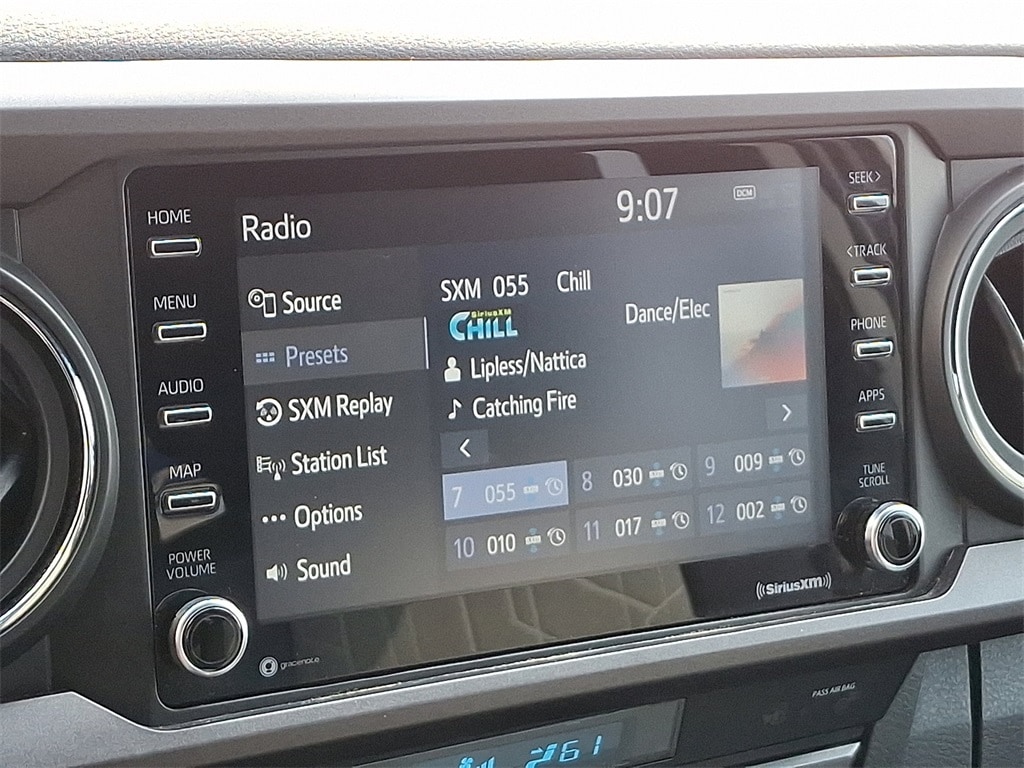 HOME
MENU
AUDIO
MAP
POWER
VOLUME
Radio
9:07
DCM
Source
Presets
SXM Replay
Station List
Options
Sound
SXM 055 Chill
SiriusXM
CHILL
Dance/Elec
Lipless/Nattica
Catching Fire
7 055
8 030
9 009
10 010
11 017
12 002
SEEK>
<TRACK
PHONE
APPS
TUNE
SCROLL
SiriusXM
gracenote
PASS AIR BAG
61